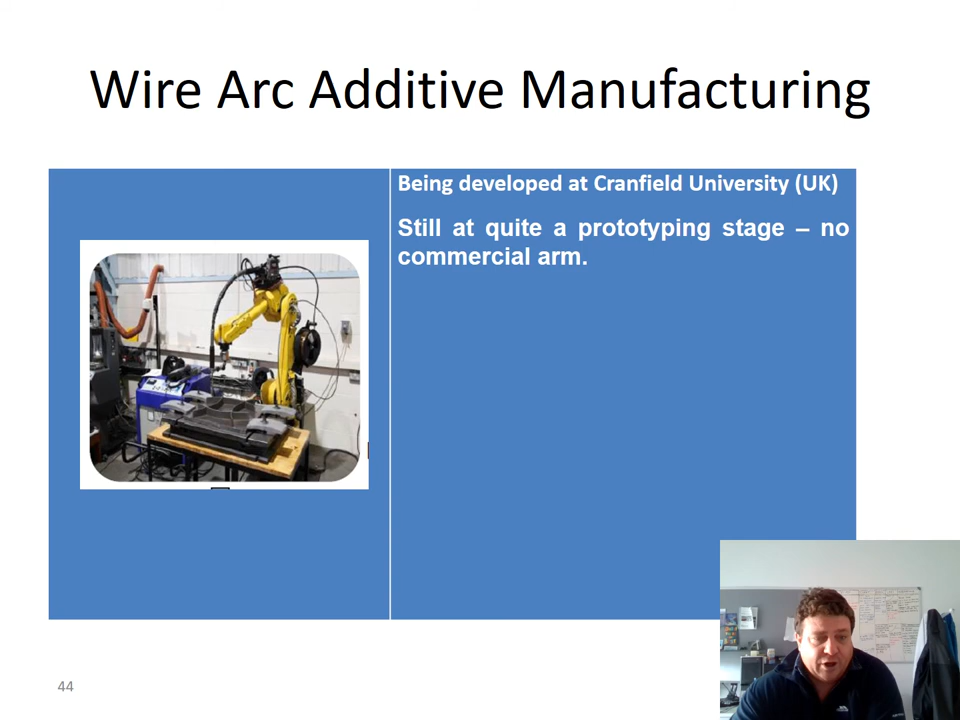 Wire Arc Additive Manufacturing
Being developed at Cranfield University (UK)
Still at quite a prototyping stage – no
commercial arm.
44